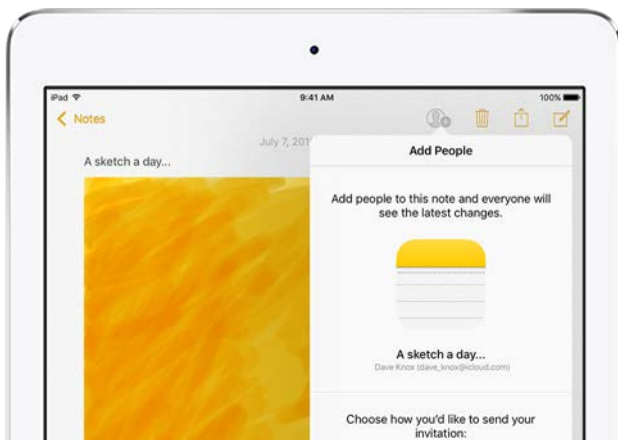 iPad
9:41 AM
100%
Notes
July 7, 201
A sketch a day...
Add People
Add people to this note and everyone will
see the latest changes.
A sketch a day...
Dave Knox (dave_knox@icloud.com)
Choose how you'd like to send your
invitation: